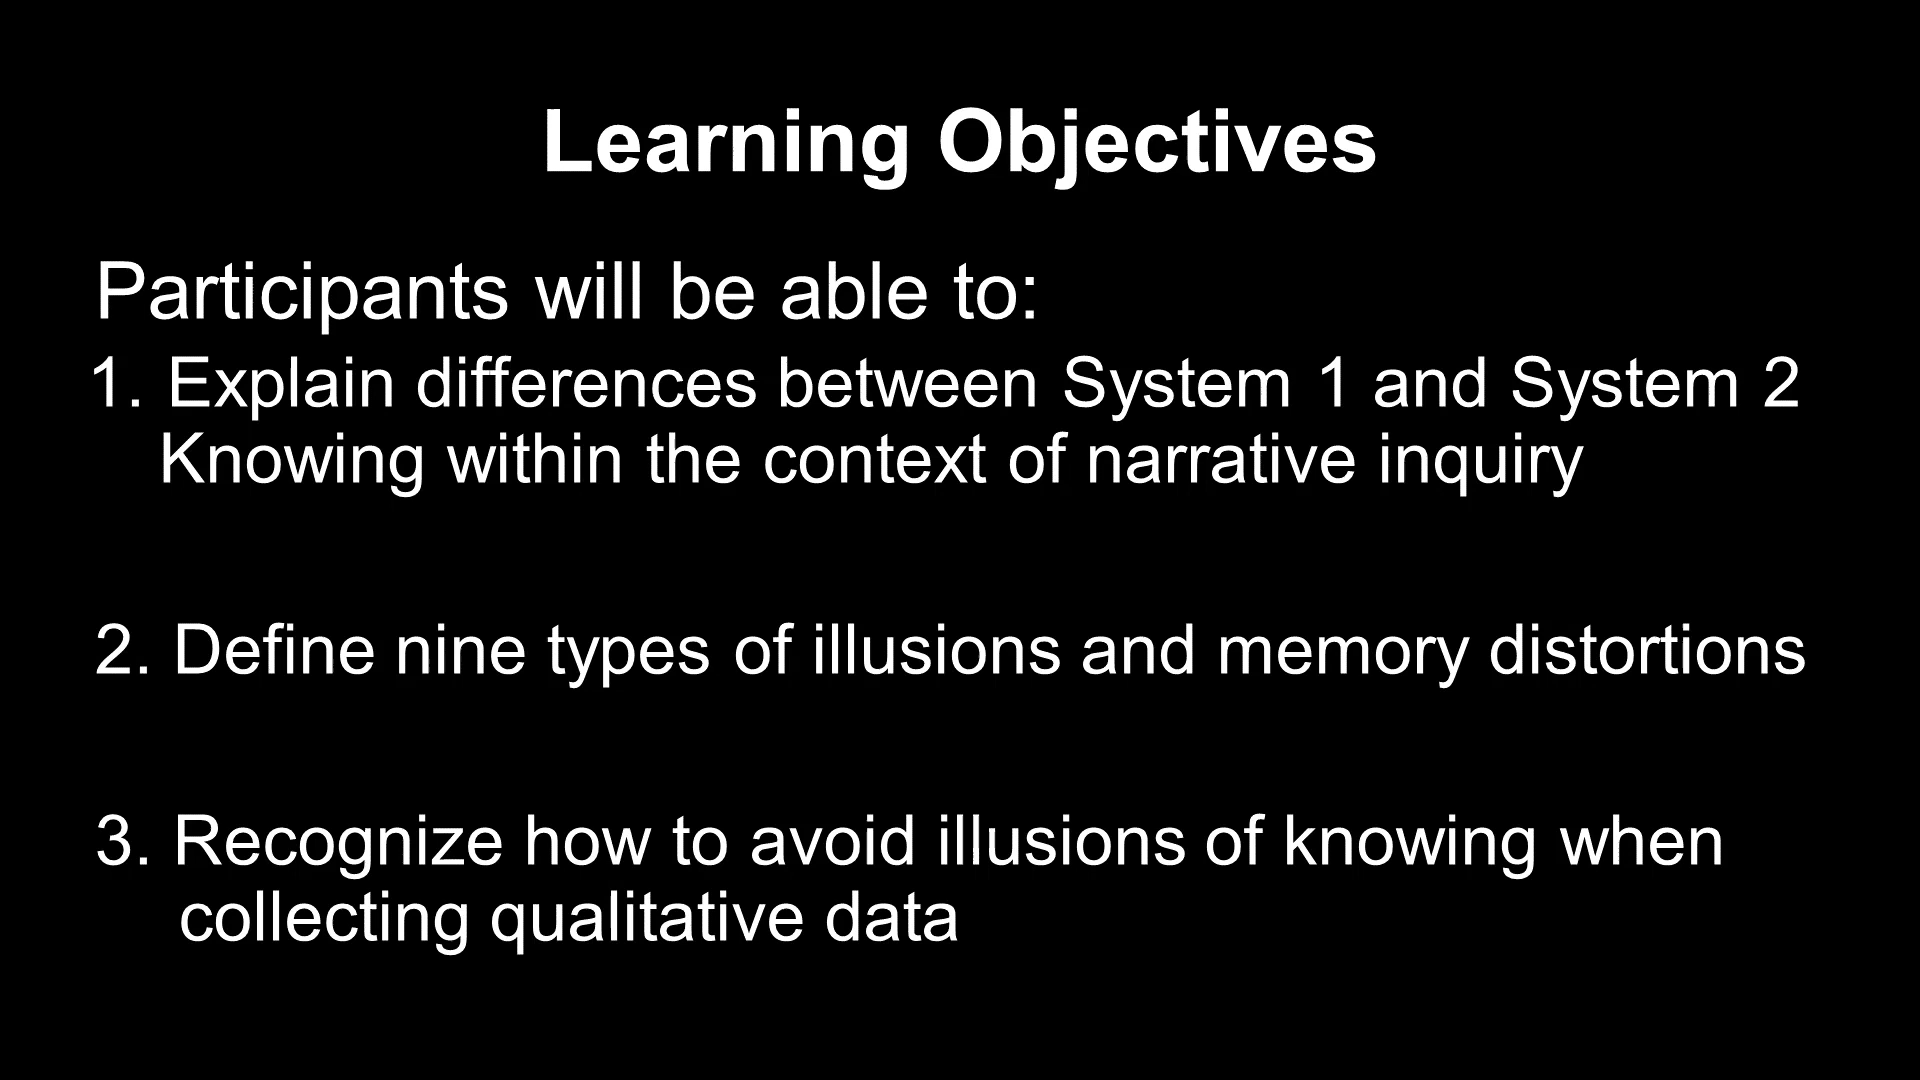 Learning Objectives
Participants will be able to:
1. Explain differences between System 1 and System 2
Knowing within the context of narrative inquiry
2. Define nine types of illusions and memory distortions
3. Recognize how to avoid illusions of knowing when
collecting qualitative data